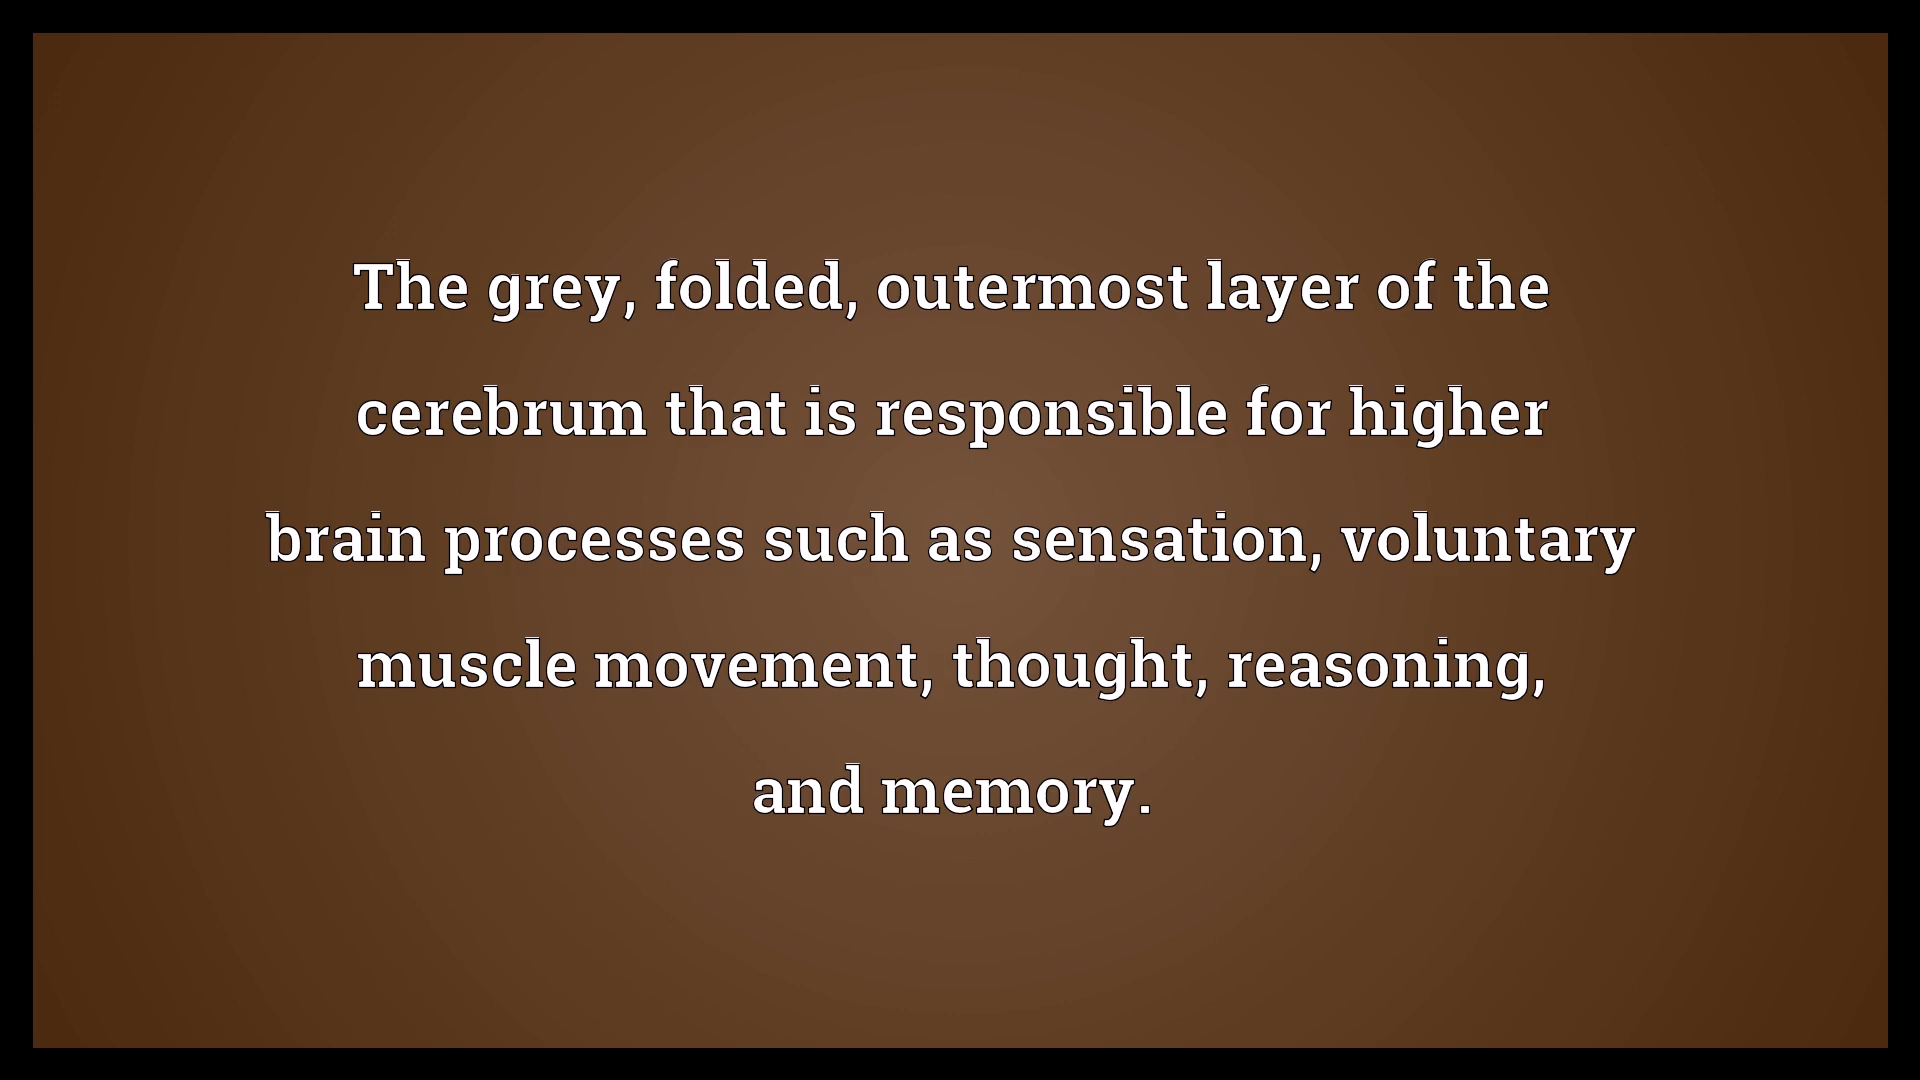 The grey, folded, outermost layer of the
cerebrum that is responsible for higher
brain processes such as sensation, voluntary
muscle movement, thought, reasoning,
and memory.